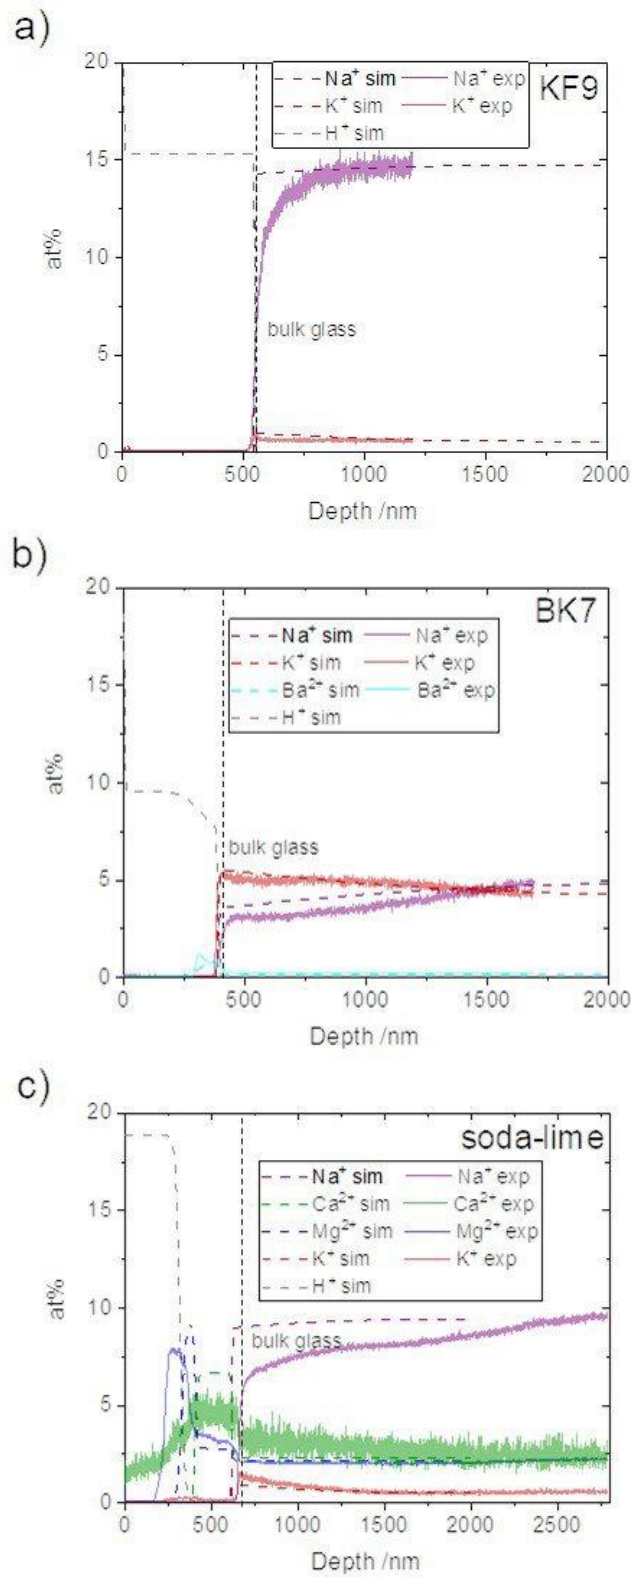 a)
KF9
Na+ sim Na+ exp
K+ sim K+ exp
H+ sim
20
15
10
5
0
at%
bulk glass
0 500 1000 1500 2000
Depth /nm
b)
BK7
Na+ sim Na+ exp
K+ sim K+ exp
Ba2+ sim Ba2+ exp
H+ sim
20
15
10
5
0
at%
bulk glass
0 500 1000 1500 2000
Depth /nm
c)
soda-lime
Na+ sim Na+ exp
Ca2+ sim Ca2+ exp
Mg2+ sim Mg2+ exp
K+ sim K+ exp
H+ sim
20
15
10
5
0
at%
bulk glass
0 500 1000 1500 2000 2500
Depth /nm